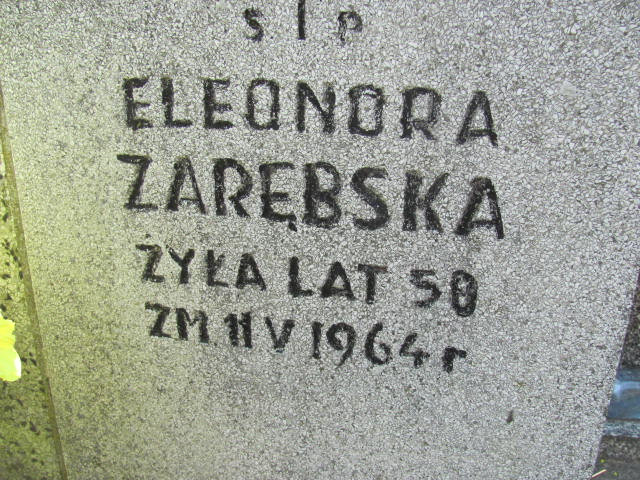 ś i p
ELEONORA
ZARĘBSKA
ŻYŁA LAT 50
ZM 11 V 1964 r